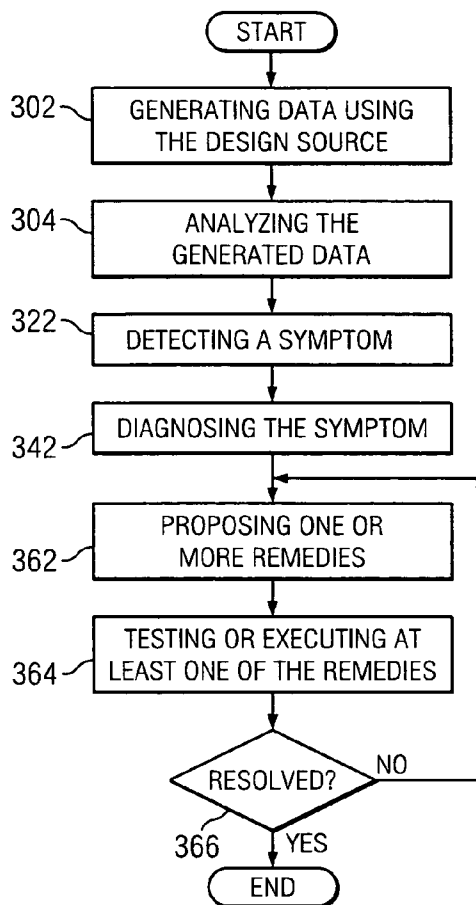 START
302
GENERATING DATA USING
THE DESIGN SOURCE
304
ANALYZING THE
GENERATED DATA
322
DETECTING A SYMPTOM
342
DIAGNOSING THE SYMPTOM
362
PROPOSING ONE OR
MORE REMEDIES
364
TESTING OR EXECUTING AT
LEAST ONE OF THE REMEDIES
RESOLVED?
NO
366
YES
END